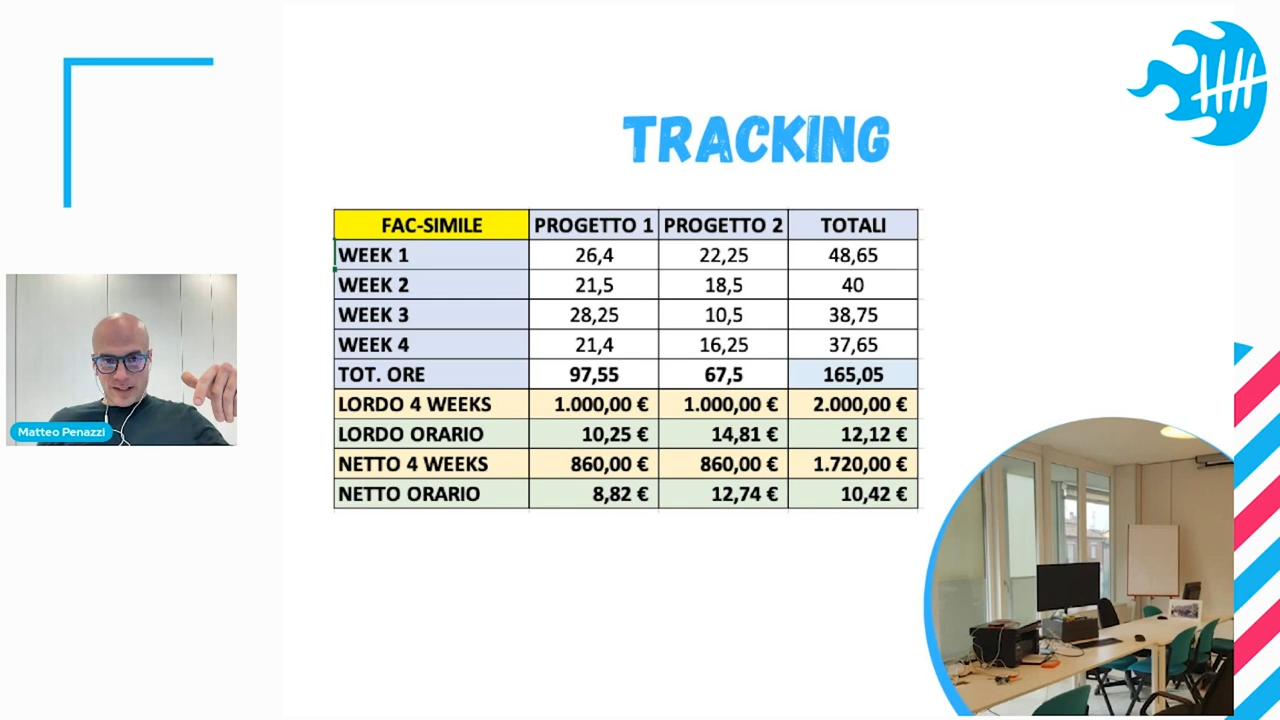 TRACKING
FAC-SIMILE PROGETTO 1 PROGETTO 2 TOTALI
WEEK 1 26,4 22,25 48,65
WEEK 2 21,5 18,5 40
WEEK 3 28,25 10,5 38,75
WEEK 4 21,4 16,25 37,65
TOT. ORE 97,55 67,5 165,05
LORDO 4 WEEKS 1.000,00 € 1.000,00 € 2.000,00 €
LORDO ORARIO 10,25 € 14,81 € 12,12 €
NETTO 4 WEEKS 860,00 € 860,00 € 1.720,00 €
NETTO ORARIO 8,82 € 12,74 € 10,42 €
Matteo Penazzi